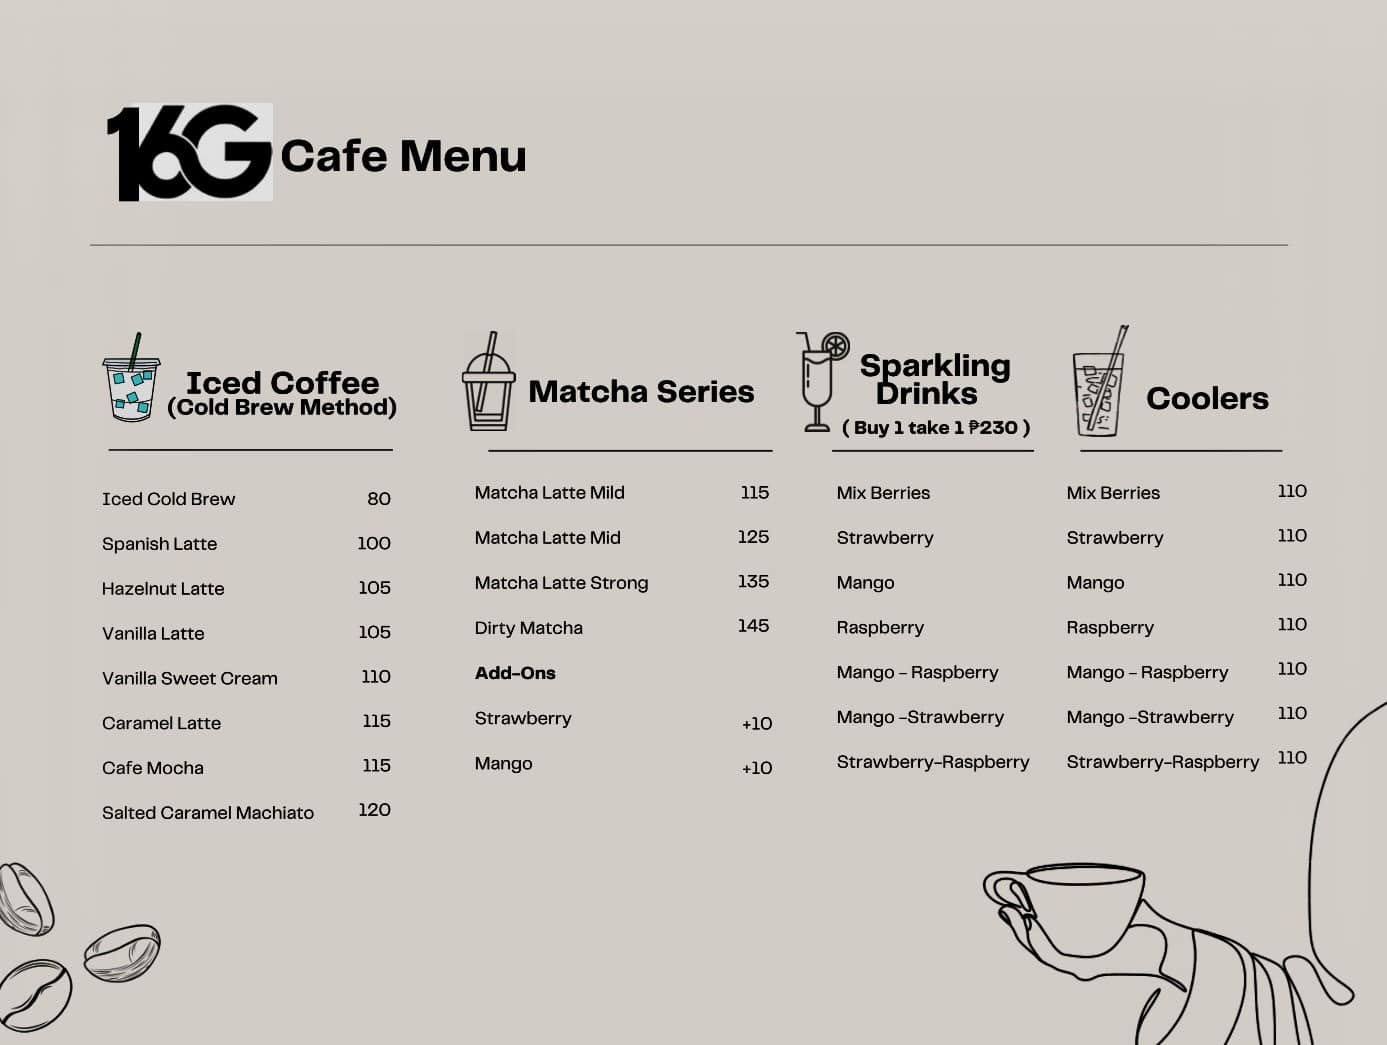 16G Cafe Menu
Iced Coffee
(Cold Brew Method)
Iced Cold Brew 80
Spanish Latte 100
Hazelnut Latte 105
Vanilla Latte 105
Vanilla Sweet Cream 110
Caramel Latte 115
Cafe Mocha 115
Salted Caramel Machiato 120
Matcha Series
Matcha Latte Mild 115
Matcha Latte Mid 125
Matcha Latte Strong 135
Dirty Matcha 145
Add-Ons
Strawberry +10
Mango +10
Sparkling
Drinks
( Buy 1 take 1 ₱230 )
Mix Berries
Strawberry
Mango
Raspberry
Mango - Raspberry
Mango -Strawberry
Strawberry-Raspberry
Coolers
Mix Berries 110
Strawberry 110
Mango 110
Raspberry 110
Mango - Raspberry 110
Mango -Strawberry 110
Strawberry-Raspberry 110